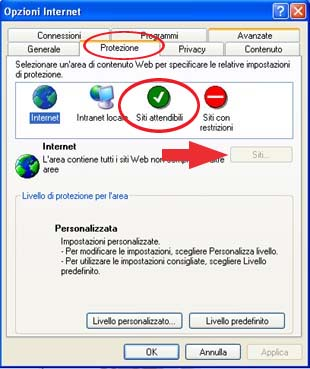 Opzioni Internet
Connessioni Programmi Avanzate
Generale Protezione Privacy Contenuto
Selezionare un'area di contenuto Web per specificare le relative impostazioni
di protezione.
Internet Intranet locale Siti attendibili Siti con
restrizioni
Internet
L'area contiene tutti i siti Web non
aree
Siti...
Livello di protezione per l'area
Personalizzata
Impostazioni personalizzate.
- Per modificare le impostazioni, scegliere Personalizza livello.
- Per utilizzare le impostazioni consigliate, scegliere Livello
predefinito.
Livello personalizzato... Livello predefinito
OK Annulla Applica